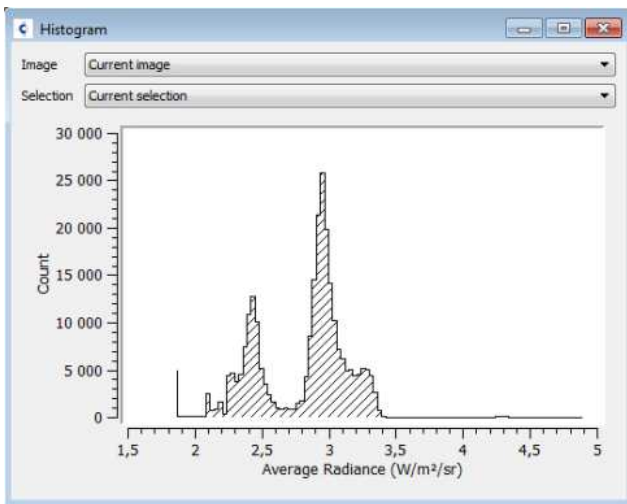 Histogram
Image Current image
Selection Current selection
30 000
25 000
20 000
15 000
10 000
5 000
0
Count
1,5 2 2,5 3 3,5 4 4,5 5
Average Radiance (W/m²/sr)